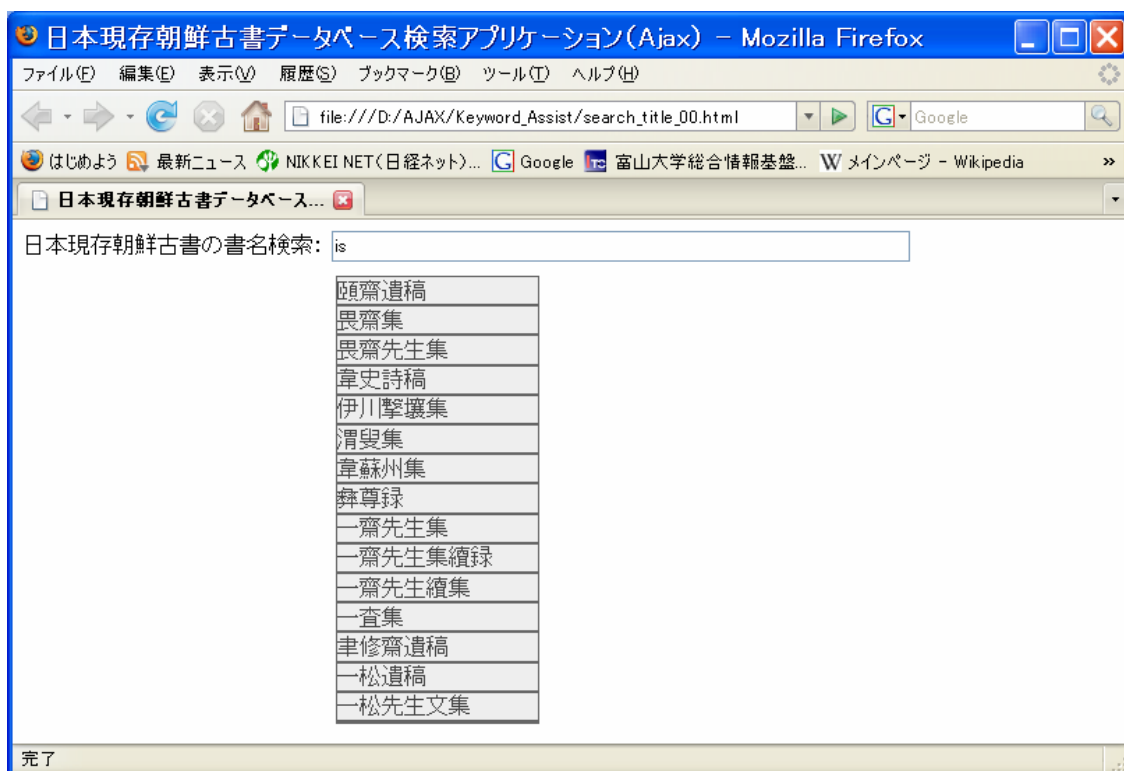 日本現存朝鮮古書データベース検索アプリケーション(Ajax) - Mozilla Firefox
ファイル(F) 編集(E) 表示(V) 履歴(S) ブックマーク(B) ツール(T) ヘルプ(H)
file:///D:/AJAX/Keyword_Assist/search_title_00.html G Google
はじめよう 最新ニュース NIKKEI NET(日経ネット)... G Google 富山大学総合情報基盤... W メインページ - Wikipedia »
日本現存朝鮮古書データベース...
日本現存朝鮮古書の書名検索: is
頤齋遺稿
畏齋集
畏齋先生集
韋史詩稿
伊川撃壤集
渭叟集
韋蘇州集
彜尊録
一齋先生集
一齋先生集續録
一齋先生續集
一査集
聿修齋遺稿
一松遺稿
一松先生文集
完了